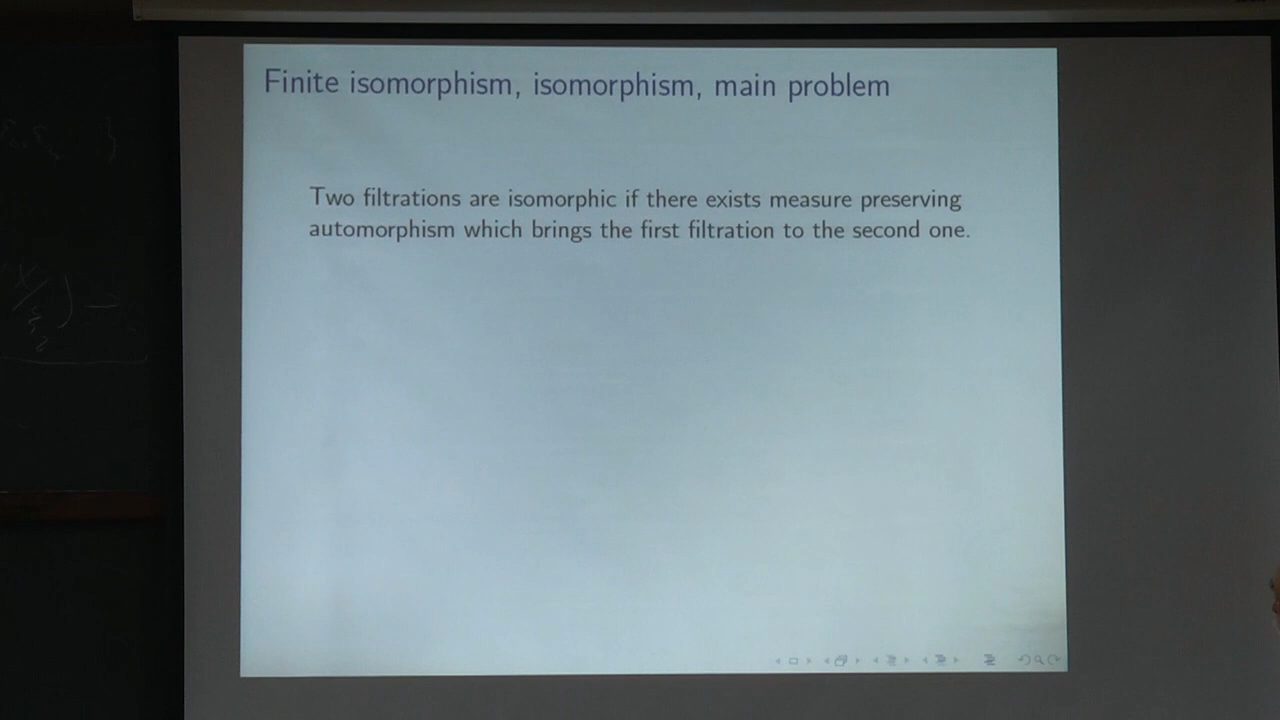 Finite isomorphism, isomorphism, main problem
Two filtrations are isomorphic if there exists measure preserving
automorphism which brings the first filtration to the second one.